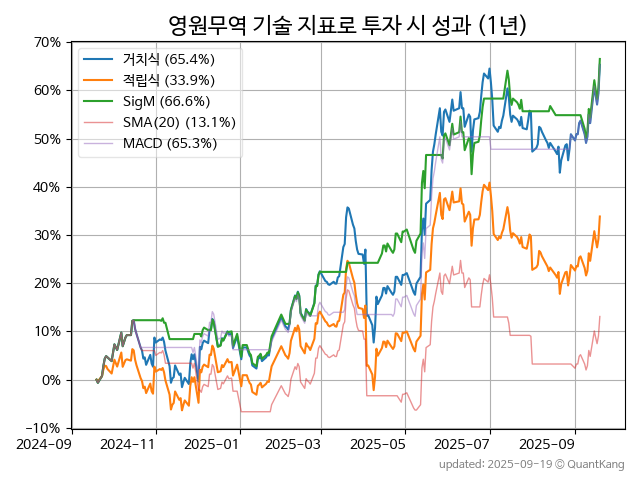 영원무역 기술 지표로 투자 시 성과 (1년)
70%
60%
50%
40%
30%
20%
10%
0%
−10%
거치식 (65.4%)
적립식 (33.9%)
SigM (66.6%)
SMA(20) (13.1%)
MACD (65.3%)
2024-09 2024-11 2025-01 2025-03 2025-05 2025-07 2025-09
updated: 2025-09-19 © QuantKang